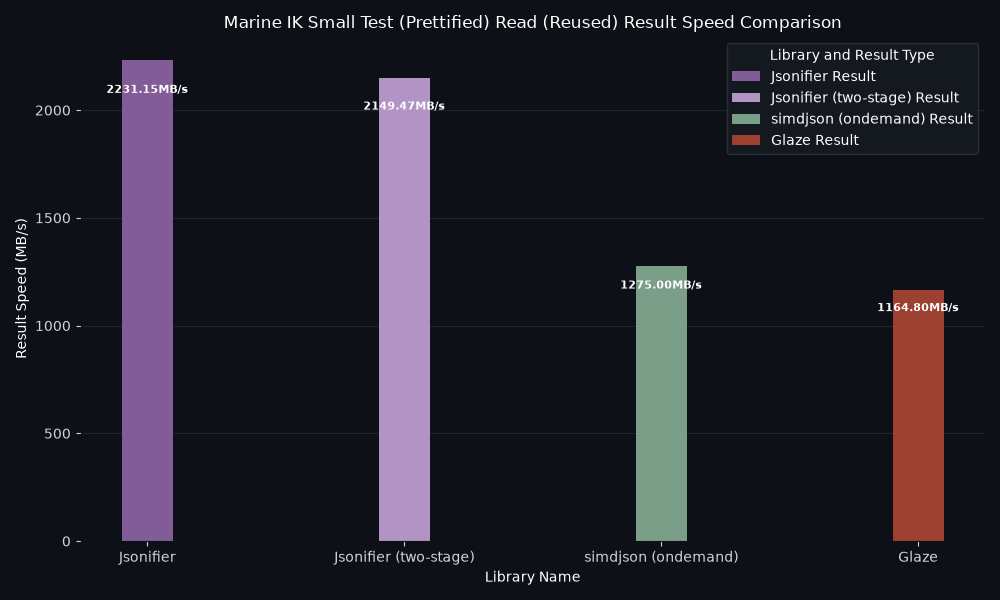 Marine IK Small Test (Prettified) Read (Reused) Result Speed Comparison
Library and Result Type
Jsonifier Result
Jsonifier (two-stage) Result
simdjson (ondemand) Result
Glaze Result
2231.15MB/s
2149.47MB/s
1275.00MB/s
1164.80MB/s
Result Speed (MB/s)
2000
1500
1000
500
0
Jsonifier
Jsonifier (two-stage)
simdjson (ondemand)
Glaze
Library Name